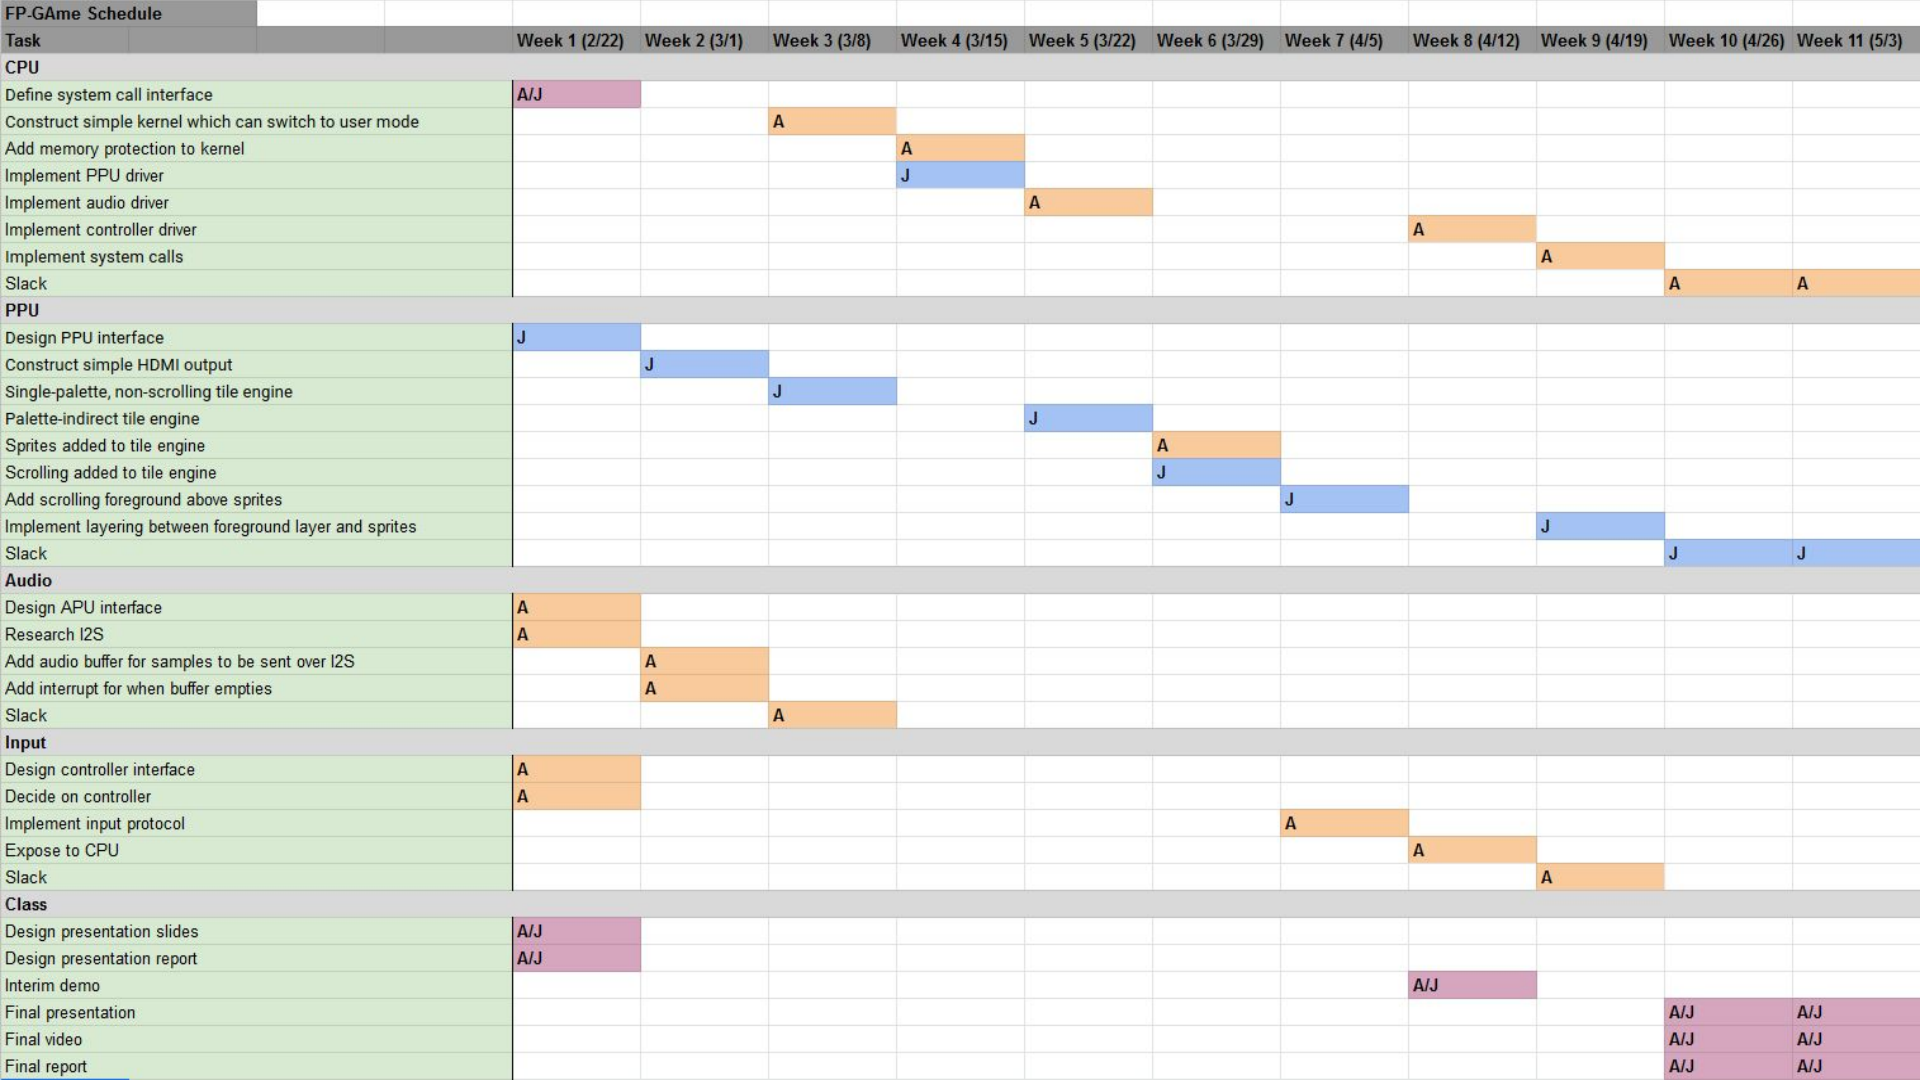 FP-GAme Schedule
Task Week 1 (2/22) Week 2 (3/1) Week 3 (3/8) Week 4 (3/15) Week 5 (3/22) Week 6 (3/29) Week 7 (4/5) Week 8 (4/12) Week 9 (4/19) Week 10 (4/26) Week 11 (5/3)
CPU
Define system call interface A/J
Construct simple kernel which can switch to user mode A
Add memory protection to kernel A
Implement PPU driver J
Implement audio driver A
Implement controller driver A
Implement system calls A
Slack A A
PPU
Design PPU interface J
Construct simple HDMI output J
Single-palette, non-scrolling tile engine J
Palette-indirect tile engine J
Sprites added to tile engine A
Scrolling added to tile engine J
Add scrolling foreground above sprites J
Implement layering between foreground layer and sprites J
Slack J J
Audio
Design APU interface A
Research I2S A
Add audio buffer for samples to be sent over I2S A
Add interrupt for when buffer empties A
Slack A
Input
Design controller interface A
Decide on controller A
Implement input protocol A
Expose to CPU A
Slack A
Class
Design presentation slides A/J
Design presentation report A/J
Interim demo A/J
Final presentation A/J A/J
Final video A/J A/J
Final report A/J A/J